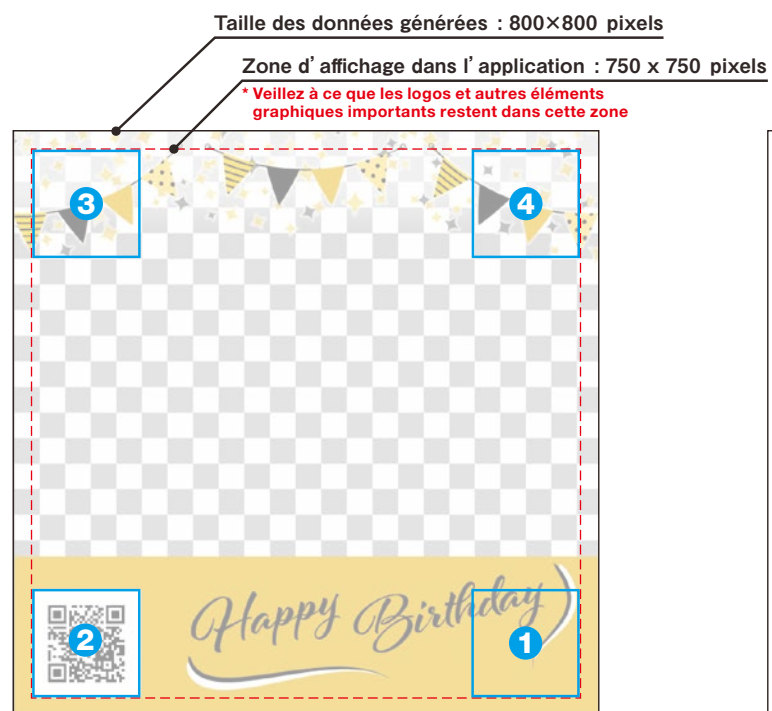 Taille des données générées : 800×800 pixels
Zone d’affichage dans l’application : 750 x 750 pixels
* Veillez à ce que les logos et autres éléments
graphiques importants restent dans cette zone
3
4
Happy Birthday
2
1